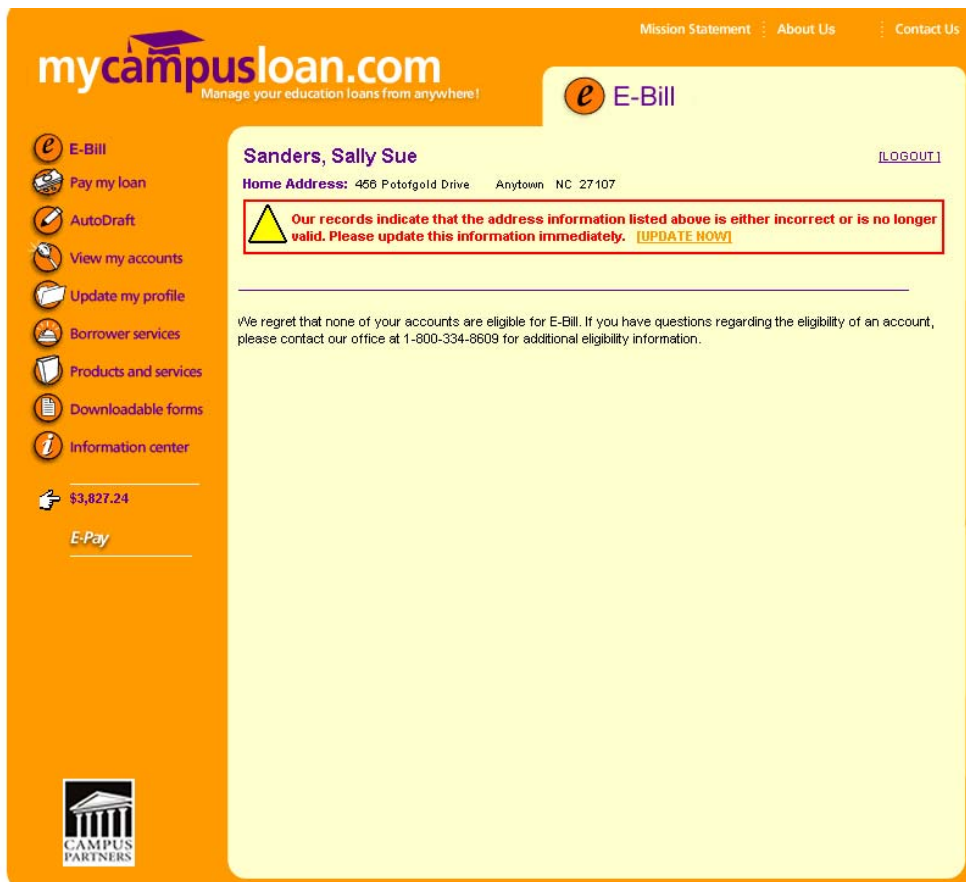 Mission Statement About Us Contact Us
mycampusloan.com
Manage your education loans from anywhere!
e E-Bill
e E-Bill
Pay my loan
AutoDraft
View my accounts
Update my profile
Borrower services
Products and services
Downloadable forms
i Information center
$3,827.24
E-Pay
CAMPUS
PARTNERS
Sanders, Sally Sue [LOGOUT]
Home Address: 456 Potofgold Drive Anytown NC 27107
Our records indicate that the address information listed above is either incorrect or is no longer
valid. Please update this information immediately. [UPDATE NOW]
We regret that none of your accounts are eligible for E-Bill. If you have questions regarding the eligibility of an account,
please contact our office at 1-800-334-8609 for additional eligibility information.